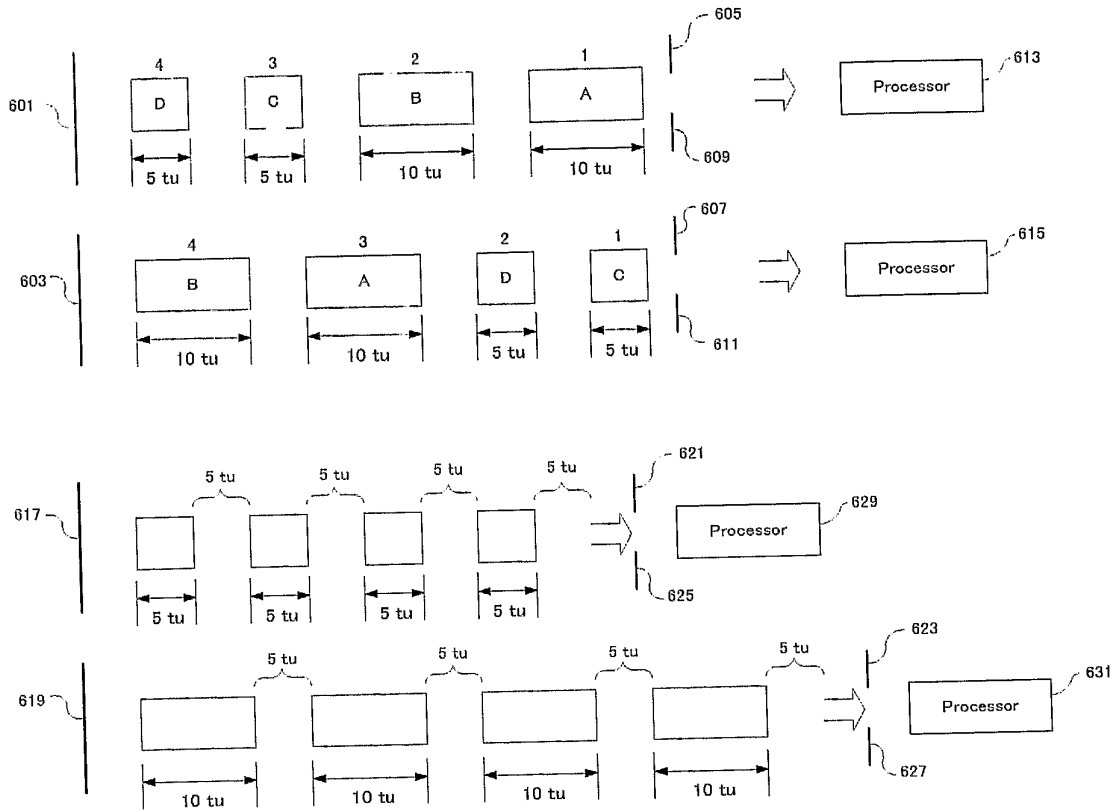 605
4 3 2 1
D C B A
Processor
613
601
609
5 tu 5 tu 10 tu 10 tu
607
4 3 2 1
B A D C
Processor
615
603
611
10 tu 10 tu 5 tu 5 tu
5 tu 5 tu 5 tu 5 tu
621
617
Processor
629
625
5 tu 5 tu 5 tu 5 tu
623
5 tu 5 tu 5 tu 5 tu
619
Processor
631
627
10 tu 10 tu 10 tu 10 tu